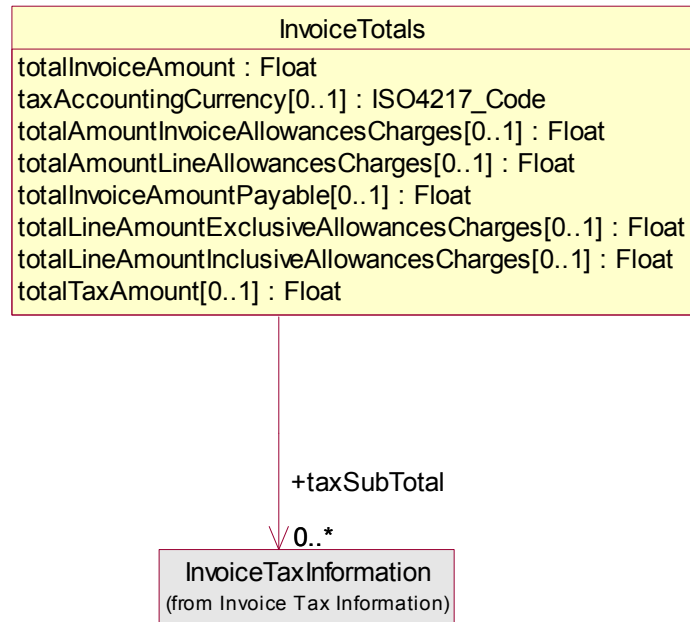 InvoiceTotals
totalInvoiceAmount : Float
taxAccountingCurrency[0..1] : ISO4217_Code
totalAmountInvoiceAllowancesCharges[0..1] : Float
totalAmountLineAllowancesCharges[0..1] : Float
totalInvoiceAmountPayable[0..1] : Float
totalLineAmountExclusiveAllowancesCharges[0..1] : Float
totalLineAmountInclusiveAllowancesCharges[0..1] : Float
totalTaxAmount[0..1] : Float
+taxSubTotal
0..*
InvoiceTaxInformation
(from Invoice Tax Information)